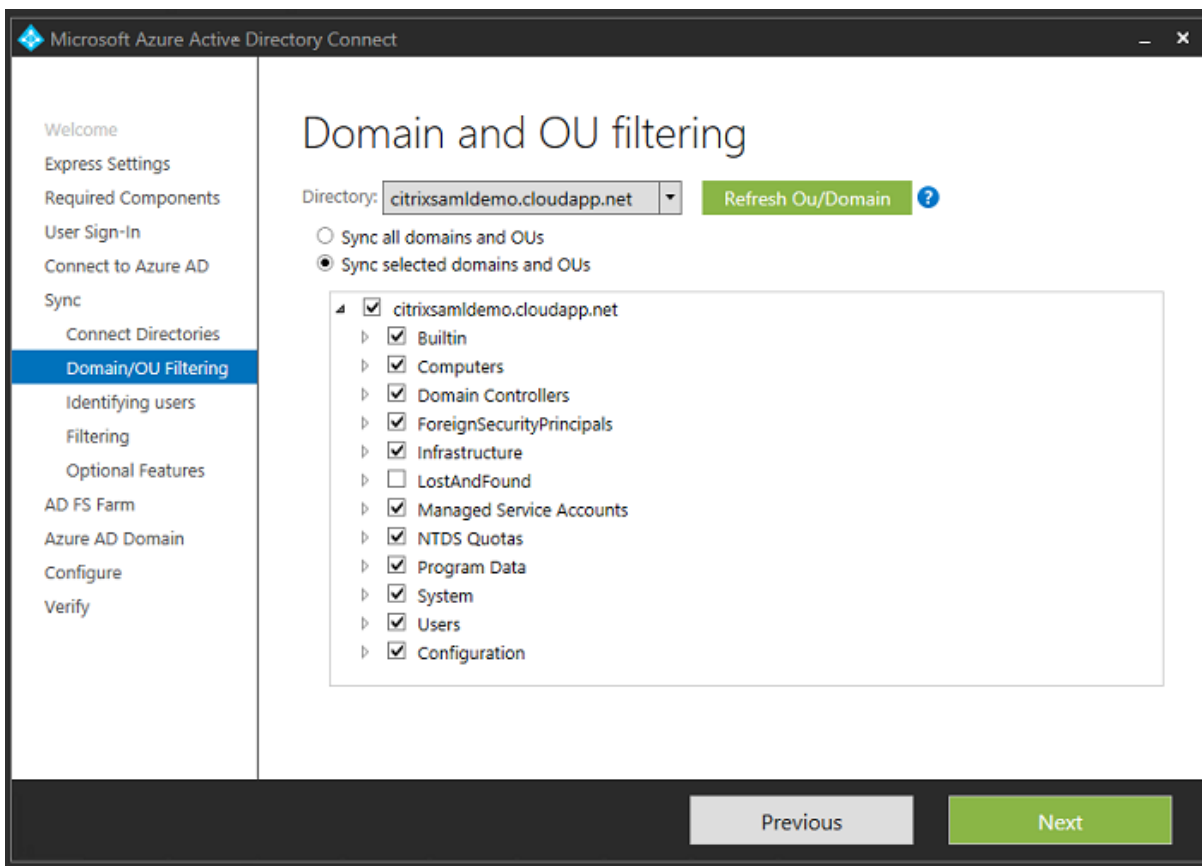 Microsoft Azure Active Directory Connect
Welcome
Express Settings
Required Components
User Sign-In
Connect to Azure AD
Sync
Connect Directories
Domain/OU Filtering
Identifying users
Filtering
Optional Features
AD FS Farm
Azure AD Domain
Configure
Verify
Domain and OU filtering
Directory: citrixsamldemo.cloudapp.net Refresh Ou/Domain ?
Sync all domains and OUs
Sync selected domains and OUs
citrixsamldemo.cloudapp.net
Builtin
Computers
Domain Controllers
ForeignSecurityPrincipals
Infrastructure
LostAndFound
Managed Service Accounts
NTDS Quotas
Program Data
System
Users
Configuration
Previous Next